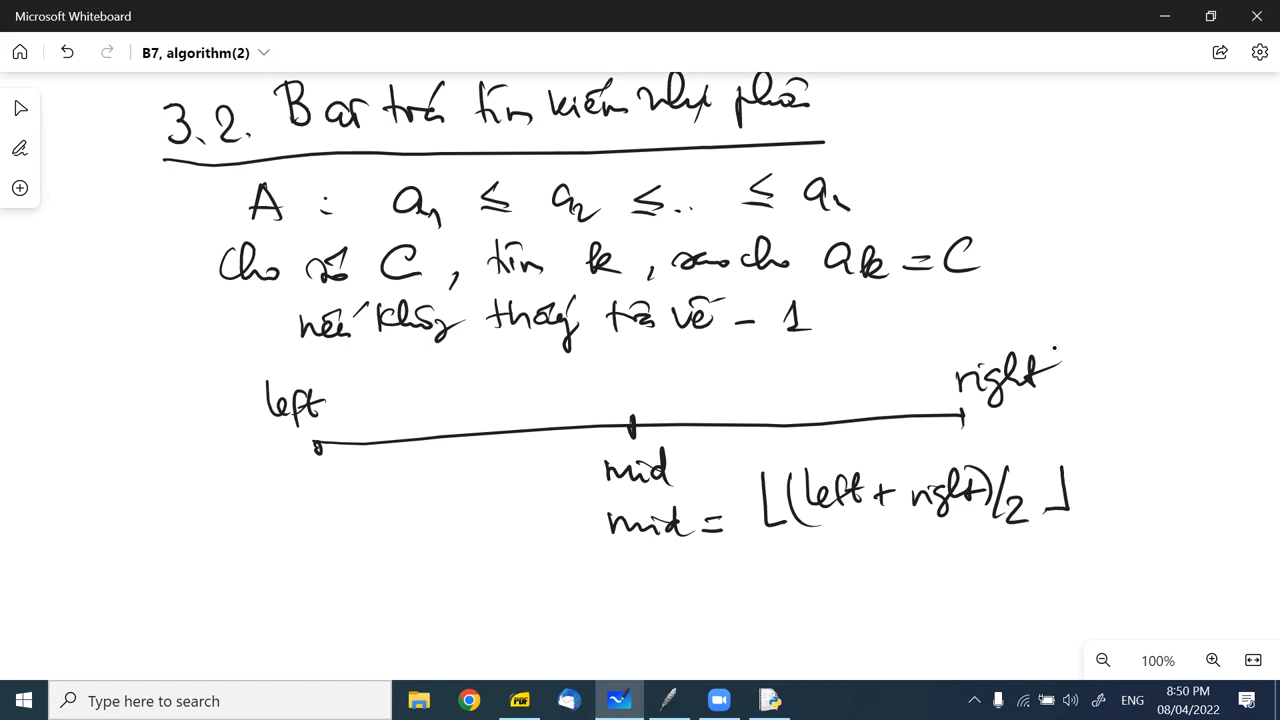 Microsoft Whiteboard
B7, algorithm(2)
3.2. Bài toán tìm kiếm nhị phân
A : a₁ ≤ a₂ ≤.. ≤ aₙ
Cho số C, tìm k, sao cho ak = C
nếu không thấy trả về - 1
left
right
mid
mid = ⌊(left + right)/2⌋
100%
Type here to search
PDF
ENG
8:50 PM
08/04/2022